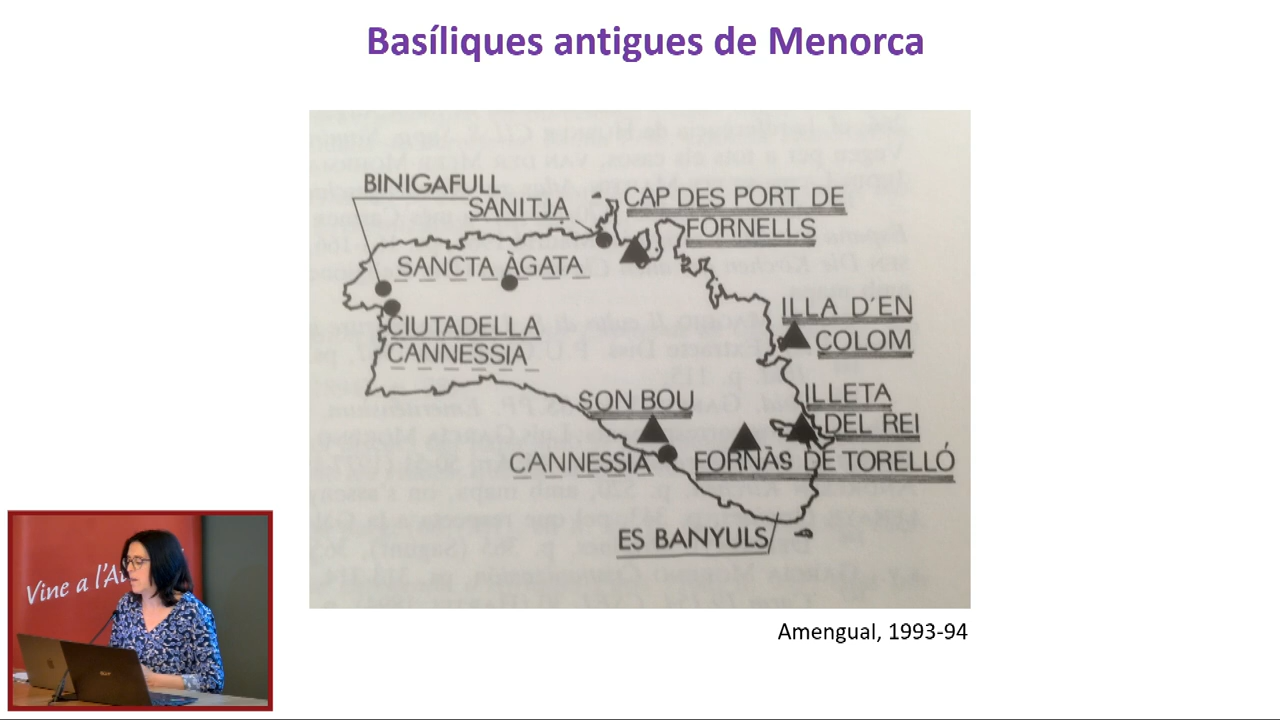 Basíliques antigues de Menorca
BINIGAFULL
SANITJÀ
CAP DES PORT DE
FORNELLS
SANCTA ÀGATA
ILLA D'EN
COLOM
CIUTADELLA
CANNESSIA
SON BOU
ILLETA
DEL REI
CANNESSIA
FORNÀS DE TORELLÓ
ES BANYULS
Amengual, 1993-94
Vine a l'A